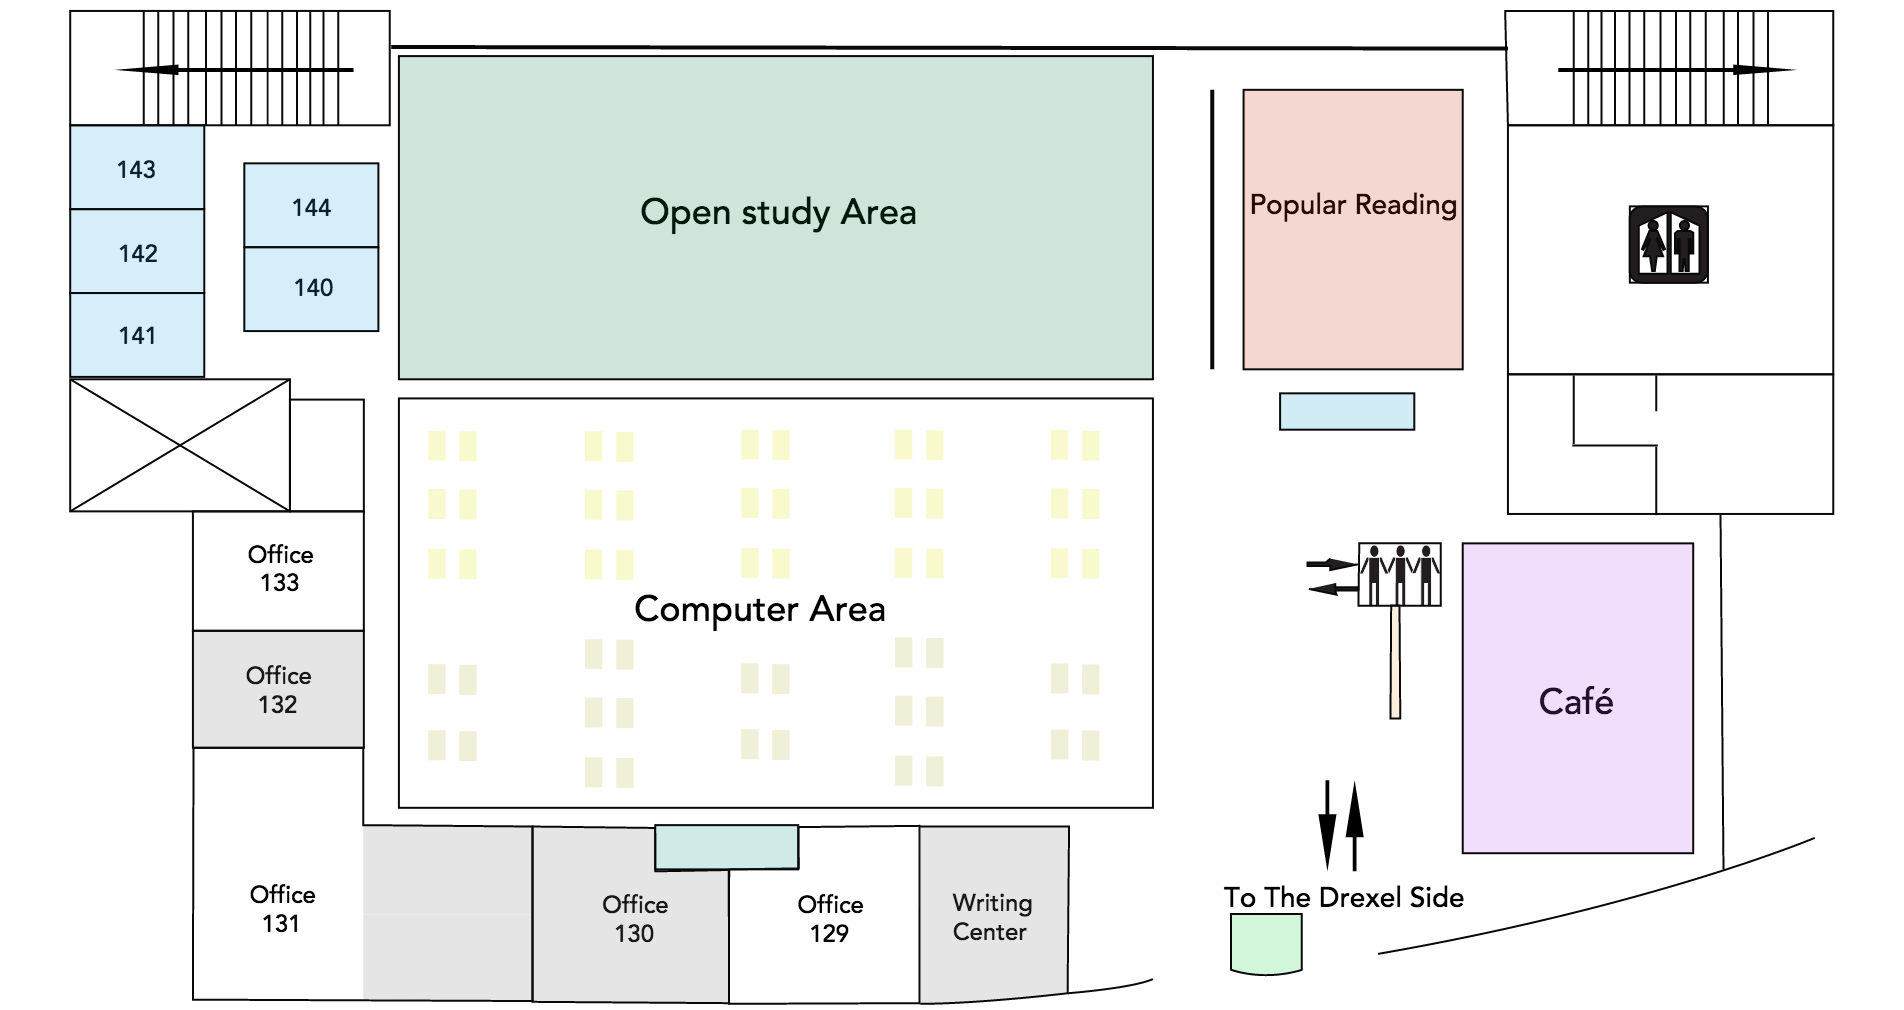 143
142
141
144
140
Open study Area
Popular Reading
Office
133
Office
132
Office
131
Computer Area
Office
130
Office
129
Writing
Center
Café
To The Drexel Side